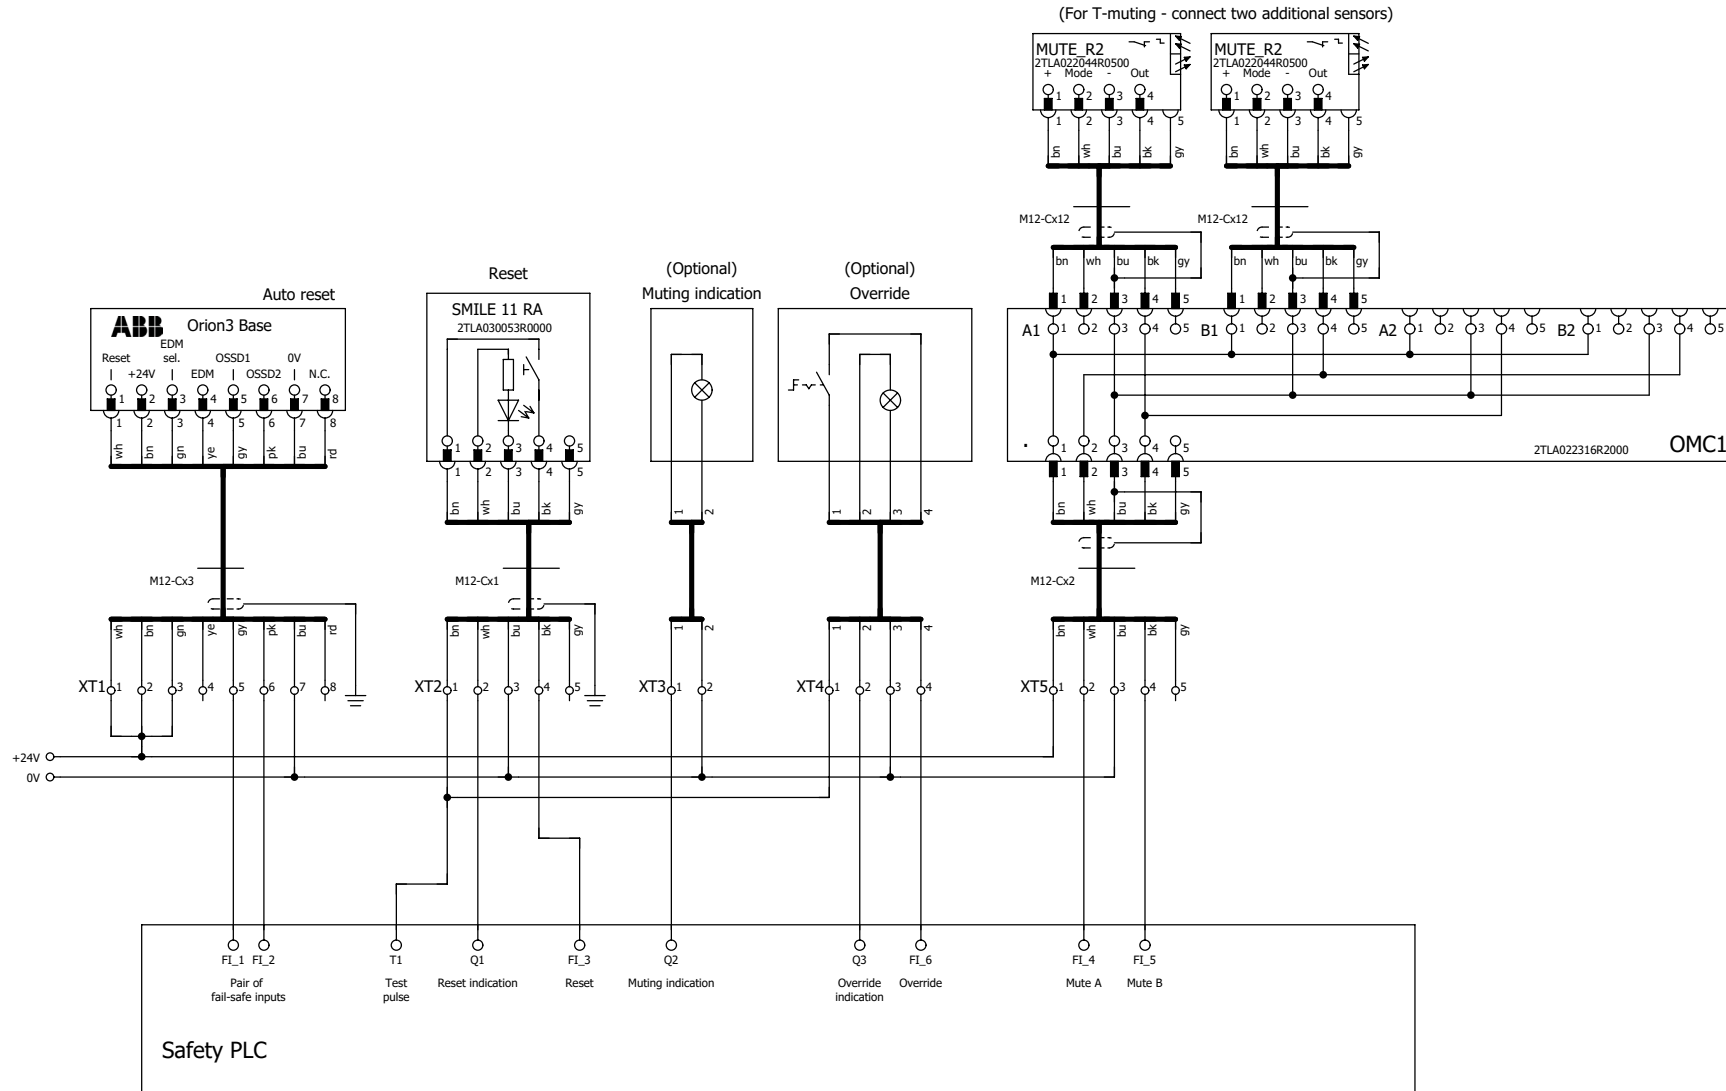 (For T-muting - connect two additional sensors)
MUTE_R2
2TLA022044R0500
+ Mode - Out
1 2 3 4
1 2 3 4 5
bn wh bu bk gy
M12-Cx12
bn wh bu bk gy
MUTE_R2
2TLA022044R0500
+ Mode - Out
1 2 3 4
1 2 3 4 5
bn wh bu bk gy
M12-Cx12
bn wh bu bk gy
Auto reset
ABB Orion3 Base
Reset +24V EDM sel. EDM OSSD1 OSSD2 0V N.C.
1 2 3 4 5 6 7 8
1 2 3 4 5 6 7 8
wh bn gn ye gy pk bu rd
M12-Cx3
wh bn gn ye gy pk bu rd
XT1 1 2 3 4 5 6 7 8
Reset
SMILE 11 RA
2TLA030053R0000
1 2 3 4 5
1 2 3 4 5
bn wh bu bk gy
M12-Cx1
bn wh bu bk gy
XT2 1 2 3 4 5
(Optional)
Muting indication
1 2
1 2
XT3 1 2
(Optional)
Override
1 2 3 4
1 2 3 4
XT4 1 2 3 4
1 2 3 4 5 1 2 3 4 5
A1 1 2 3 4 5 B1 1 2 3 4 5 A2 1 2 3 4 5 B2 1 2 3 4 5
. 1 2 3 4 5
2TLA022316R2000 OMC1
1 2 3 4 5
bn wh bu bk gy
M12-Cx2
bn wh bu bk gy
XT5 1 2 3 4 5
+24V
0V
FI_1 FI_2 T1 Q1 FI_3 Q2 Q3 FI_6 FI_4 FI_5
Pair of
fail-safe inputs
Test
pulse
Reset indication
Reset
Muting indication
Override
indication
Override
Mute A
Mute B
Safety PLC